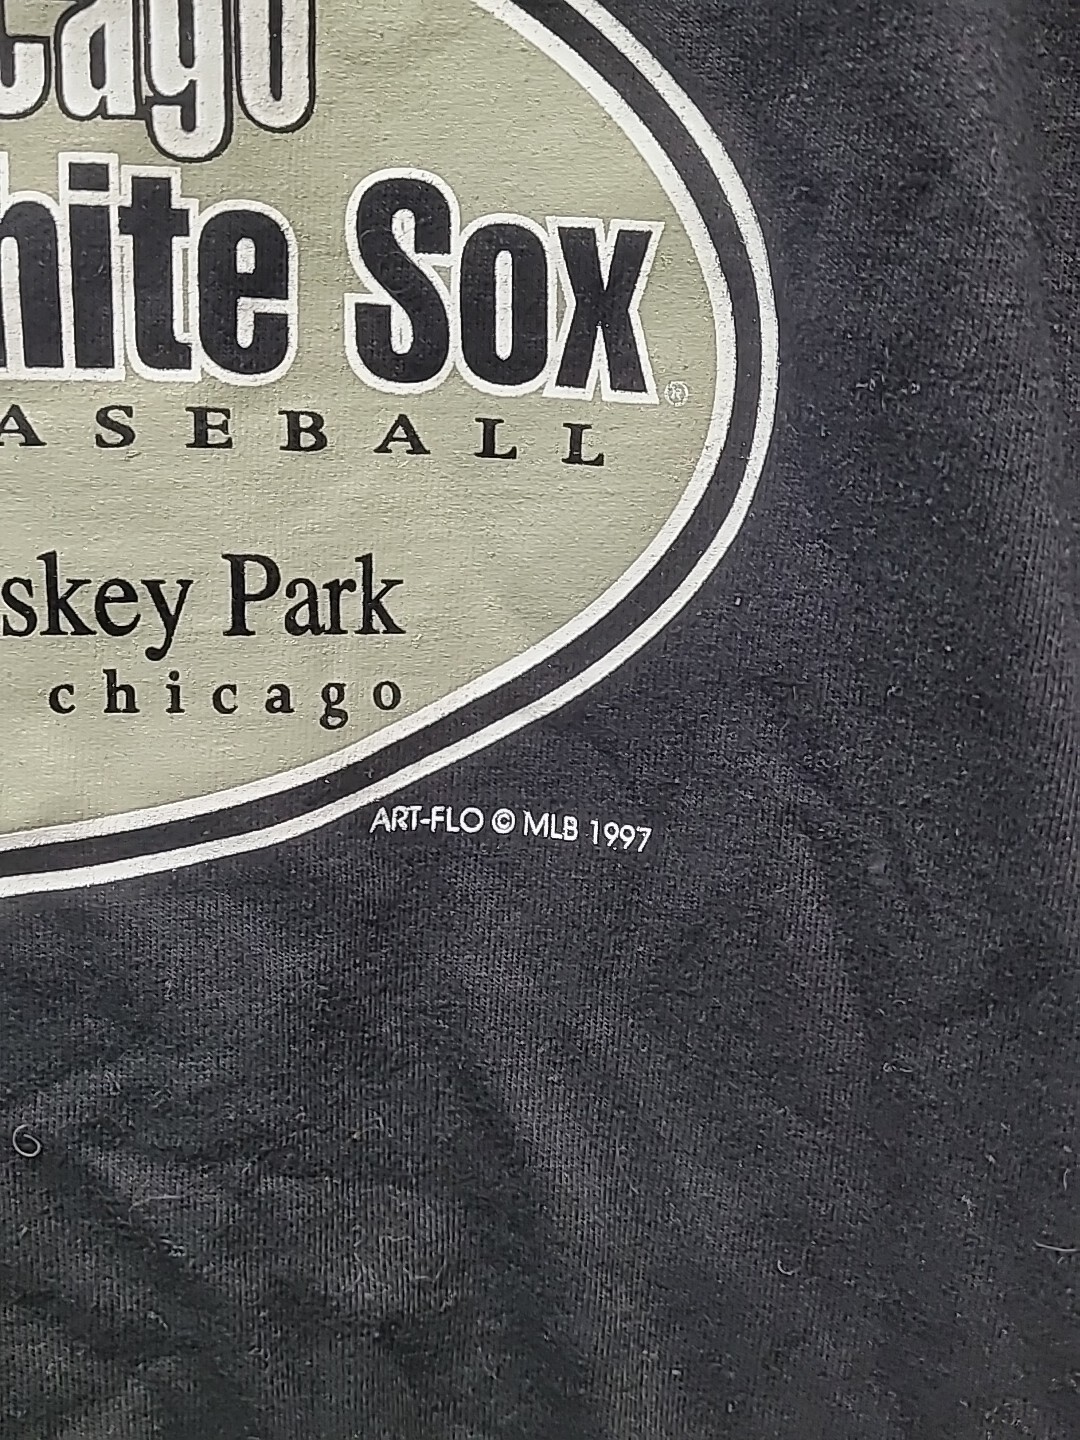 cago
hite Sox®
ASEBALL
skey Park
chicago
ART-FLO © MLB 1997